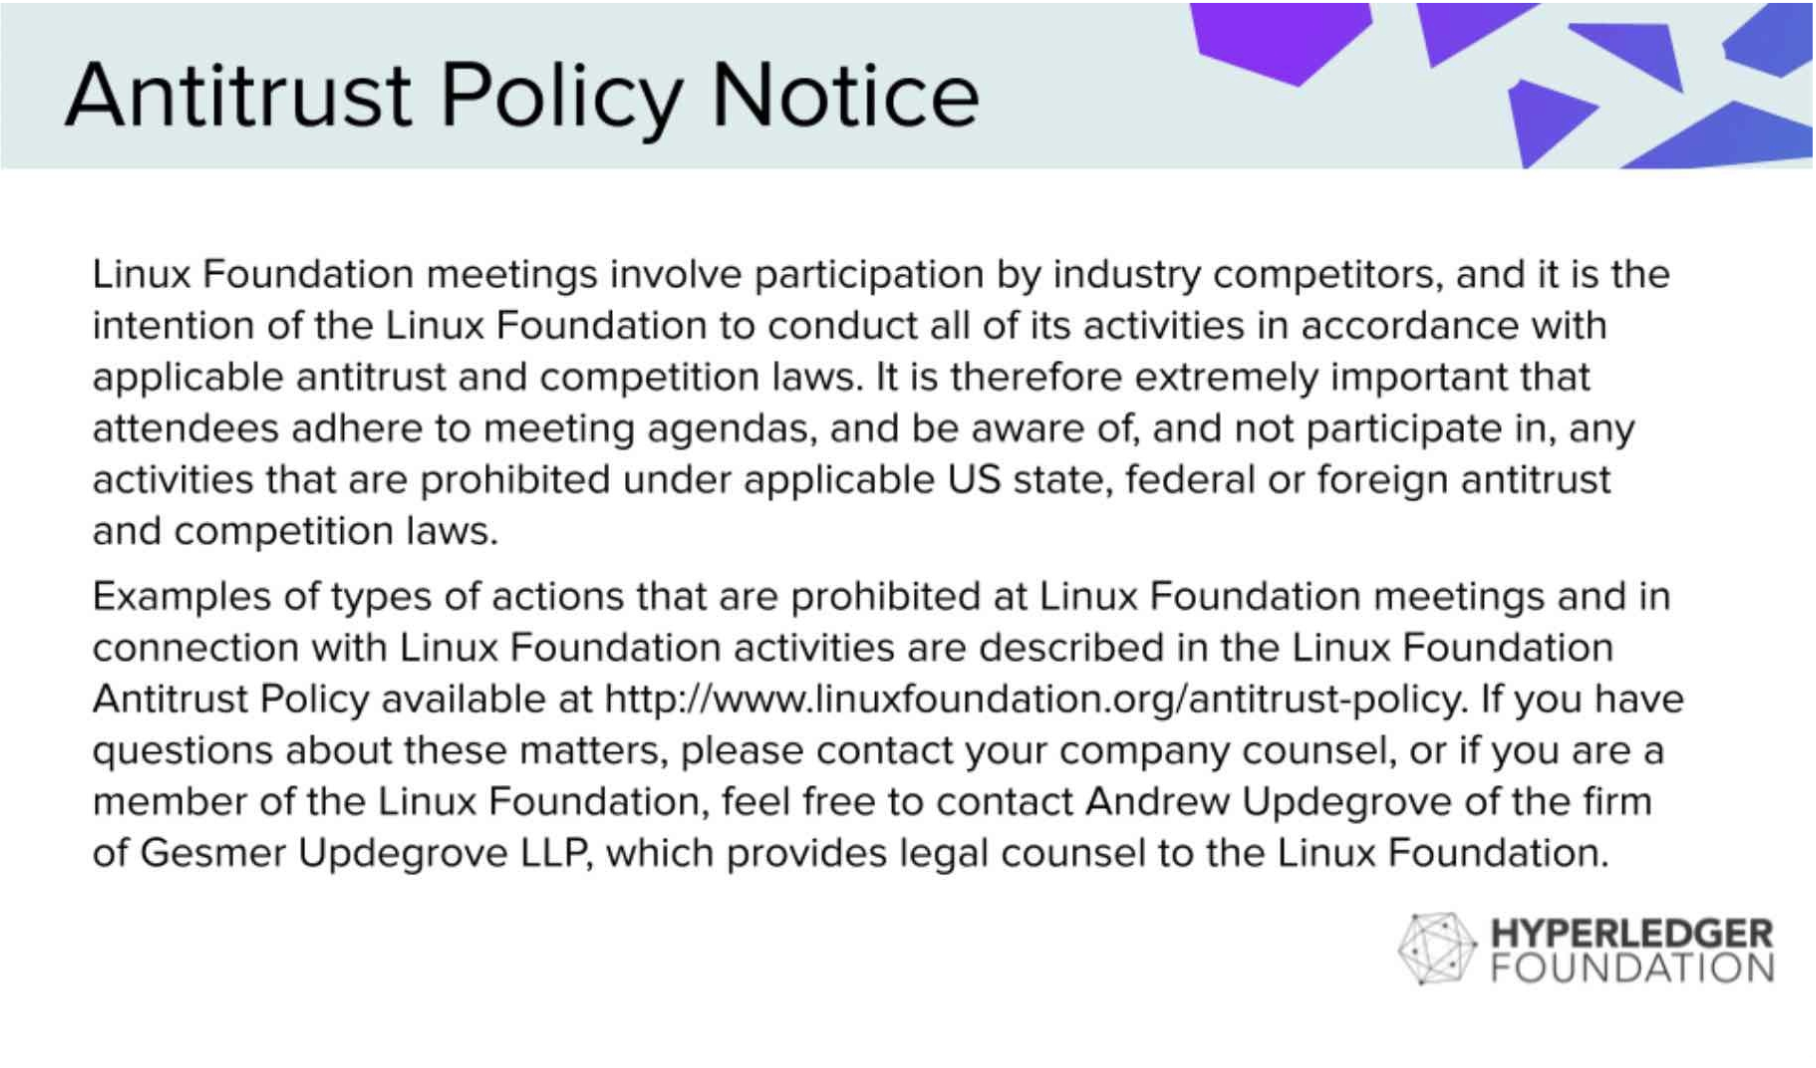 Antitrust Policy Notice
Linux Foundation meetings involve participation by industry competitors, and it is the
intention of the Linux Foundation to conduct all of its activities in accordance with
applicable antitrust and competition laws. It is therefore extremely important that
attendees adhere to meeting agendas, and be aware of, and not participate in, any
activities that are prohibited under applicable US state, federal or foreign antitrust
and competition laws.
Examples of types of actions that are prohibited at Linux Foundation meetings and in
connection with Linux Foundation activities are described in the Linux Foundation
Antitrust Policy available at http://www.linuxfoundation.org/antitrust-policy. If you have
questions about these matters, please contact your company counsel, or if you are a
member of the Linux Foundation, feel free to contact Andrew Updegrove of the firm
of Gesmer Updegrove LLP, which provides legal counsel to the Linux Foundation.
HYPERLEDGER
FOUNDATION